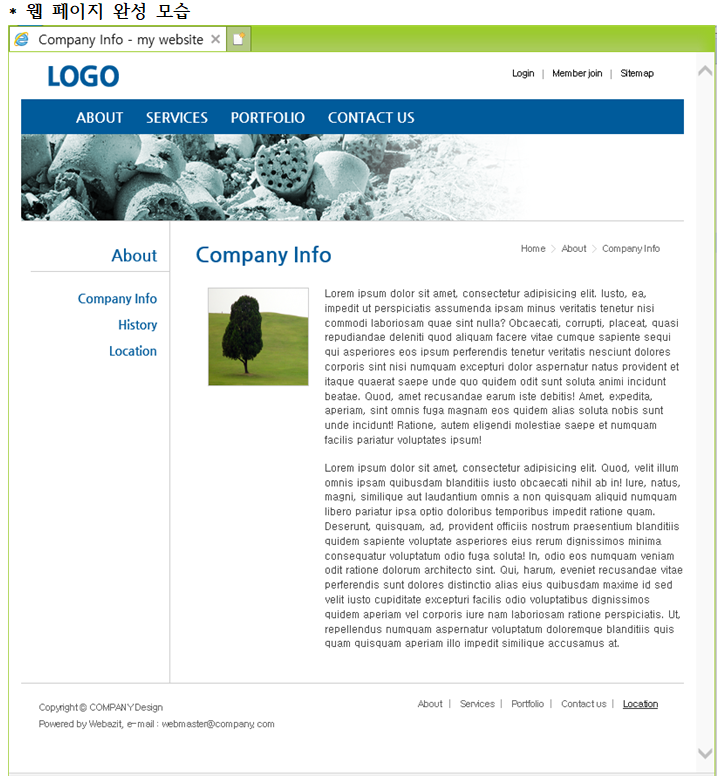 * 웹 페이지 완성 모습
Company Info - my website
LOGO
Login | Member join | Sitemap
ABOUT SERVICES PORTFOLIO CONTACT US
About
Company Info
Home > About > Company Info
Company Info
History
Location
Lorem ipsum dolor sit amet, consectetur adipisicing elit. Iusto, ea,
impedit ut perspiciatis assumenda ipsam minus veritatis tenetur nisi
commodi laboriosam quae sint nulla? Obcaecati, corrupti, placeat, quasi
repudiandae deleniti quod aliquam facere vitae cumque sapiente sequi
qui asperiores eos ipsum perferendis tenetur veritatis nesciunt dolores
corporis sint nisi numquam excepturi dolor aspernatur natus provident et
itaque quaerat saepe unde quo quidem odit sunt soluta animi incidunt
beatae. Quod, amet recusandae earum iste debitis! Amet, expedita,
aperiam, sint omnis fuga magnam eos quidem alias soluta nobis sunt
unde incidunt! Ratione, autem eligendi molestiae saepe et numquam
facilis pariatur voluptates ipsum!
Lorem ipsum dolor sit amet, consectetur adipisicing elit. Quod, velit illum
omnis ipsam quibusdam blanditiis iusto obcaecati nihil ab in! Iure, natus,
magni, similique aut laudantium omnis a non quisquam aliquid numquam
libero pariatur ipsa optio doloribus temporibus impedit ratione quam.
Deserunt, quisquam, ad, provident officiis nostrum praesentium blanditiis
quidem sapiente voluptate asperiores eius rerum dignissimos minima
consequatur voluptatum odio fuga soluta! In, odio eos numquam veniam
odit ratione dolorum architecto sint. Qui, harum, eveniet recusandae vitae
perferendis sunt dolores distinctio alias eius quibusdam maxime id sed
velit iusto cupiditate excepturi facilis odio voluptatibus dignissimos
quidem aperiam vel corporis iure nam laboriosam ratione perspiciatis. Ut,
repellendus numquam aspernatur voluptatum doloremque blanditiis quis
quam quisquam aperiam illo impedit similique accusamus at.
Copyright © COMPANY Design
Powered by Webazit, e-mail : webmaster@company.com
About | Services | Portfolio | Contact us | Location